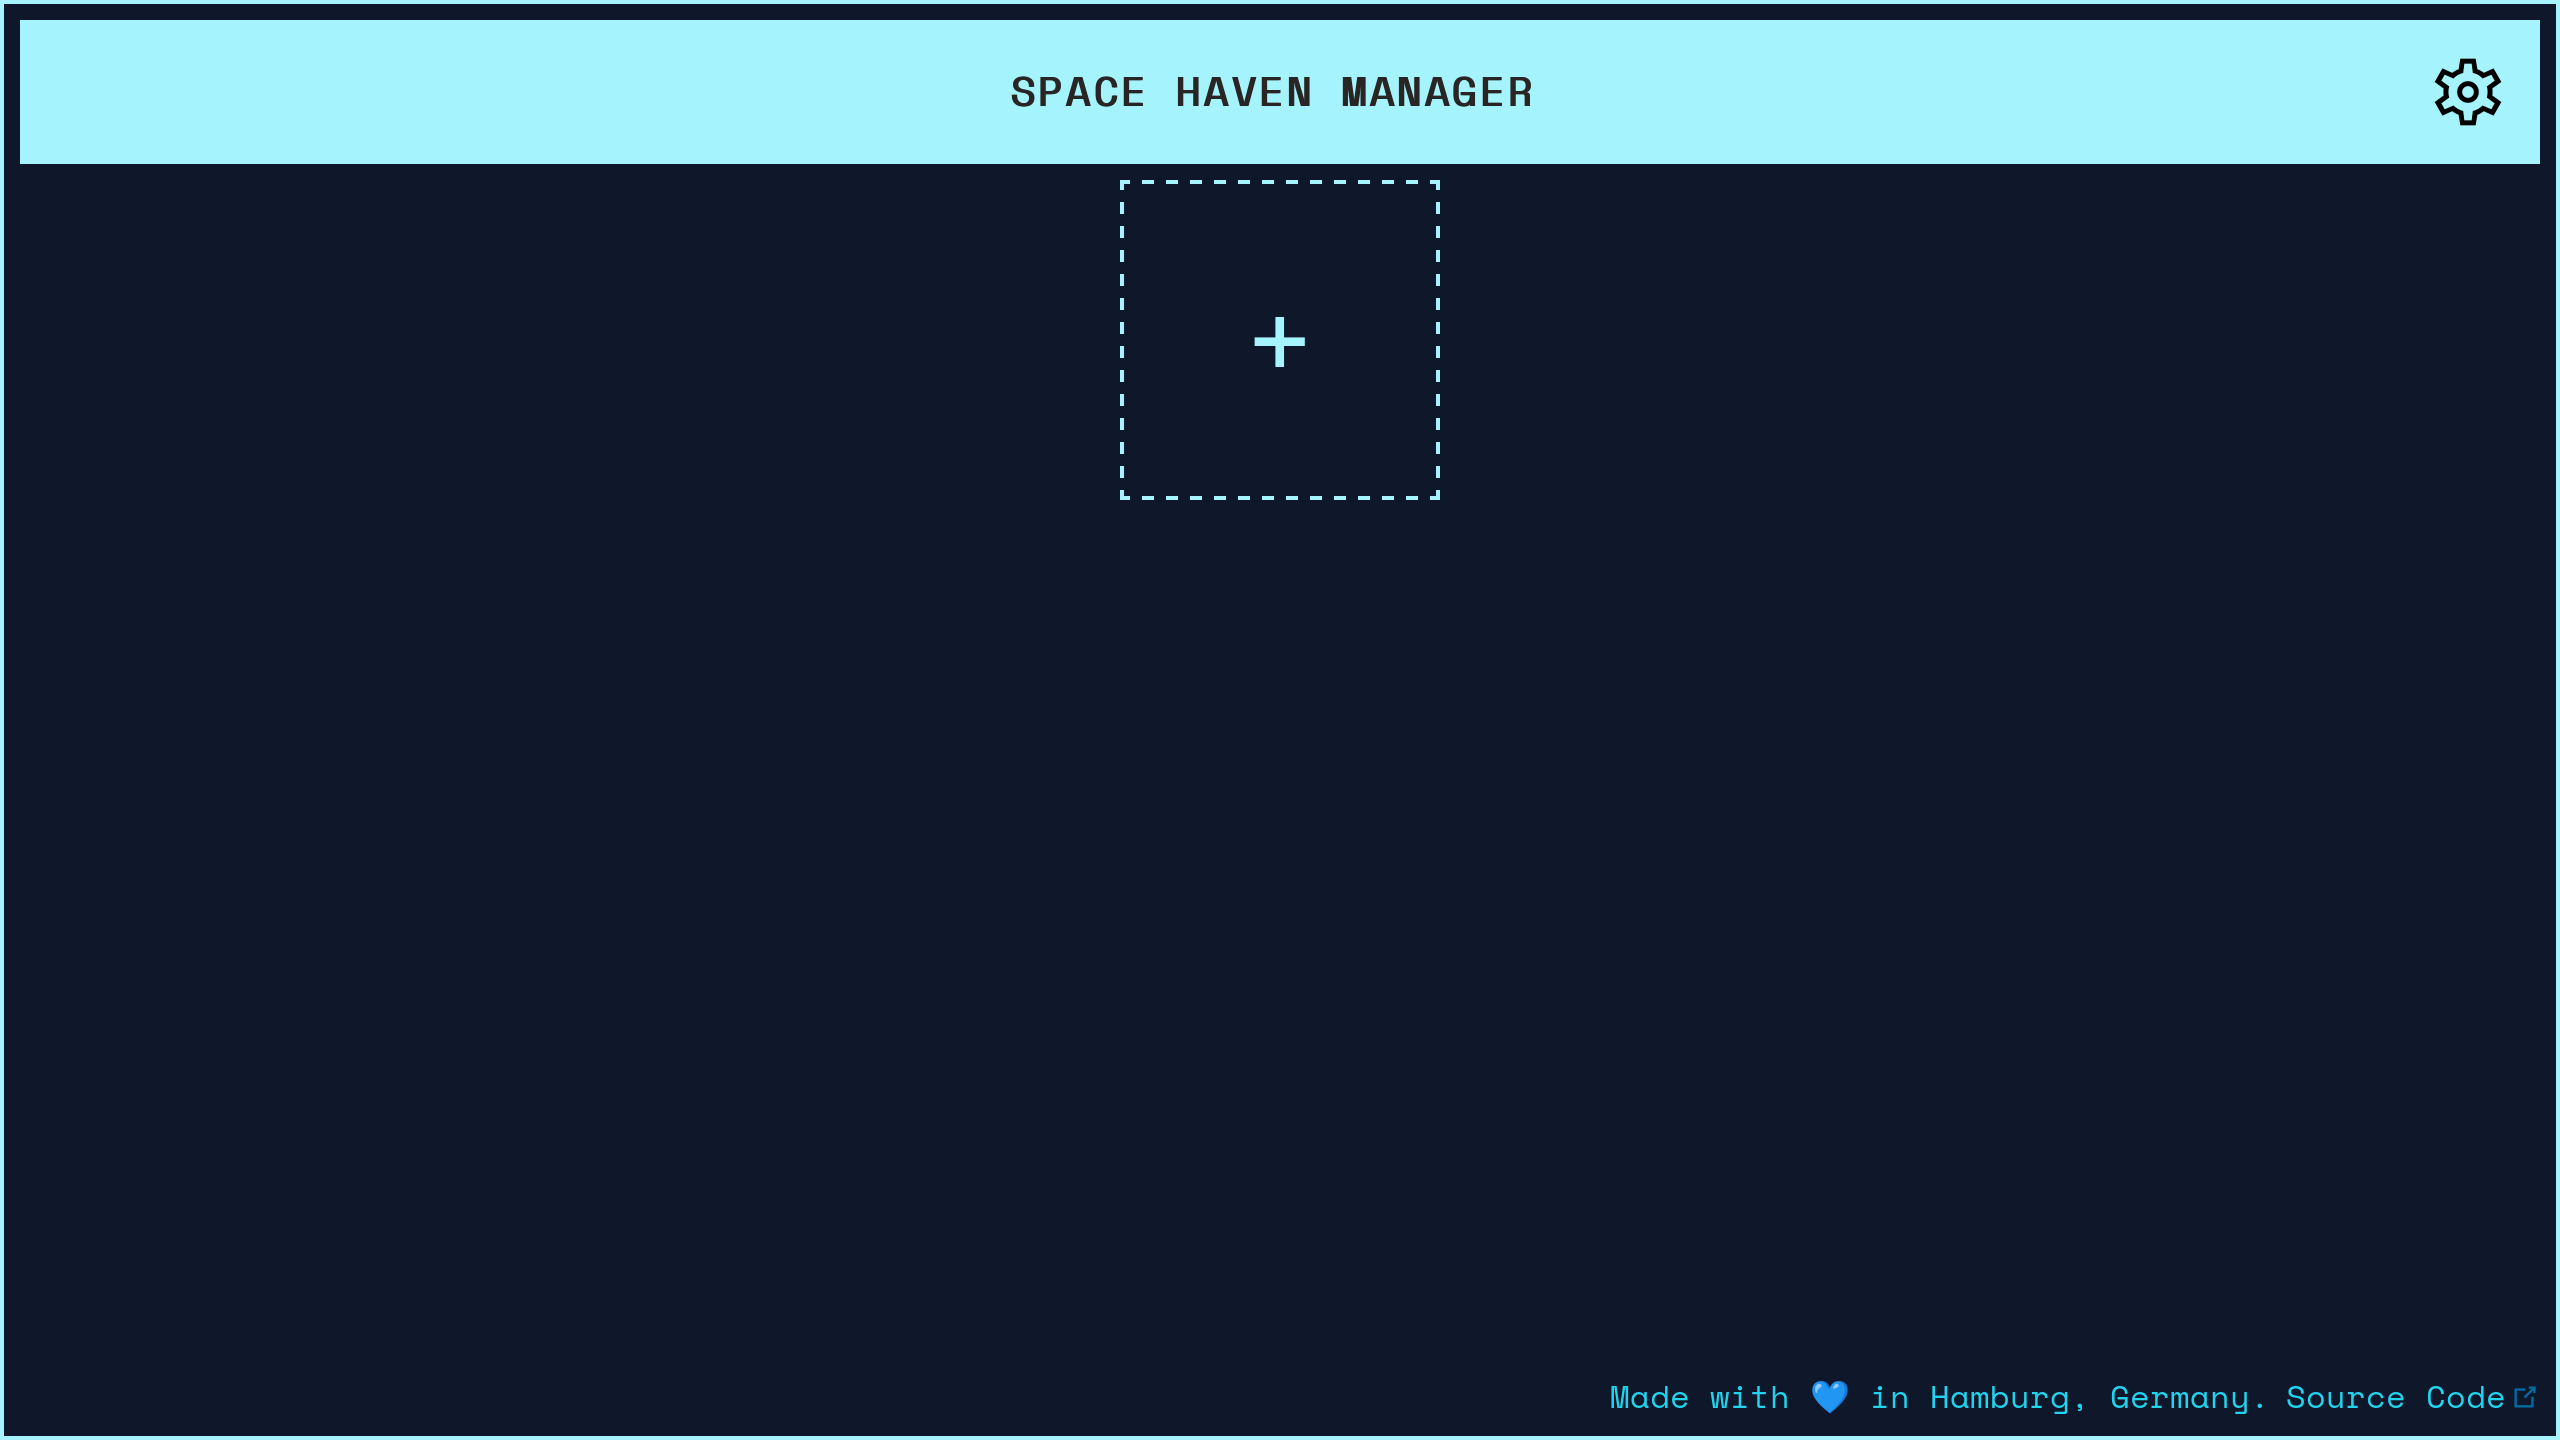 SPACE HAVEN MANAGER
+
Made with 💙 in Hamburg, Germany. Source Code